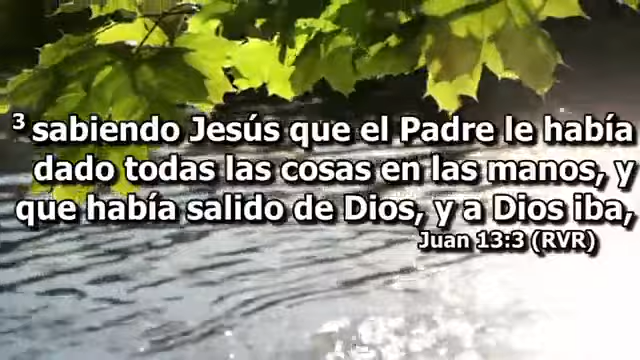 3 sabiendo Jesús que el Padre le había
dado todas las cosas en las manos, y
que había salido de Dios, y a Dios iba,
Juan 13:3 (RVR)